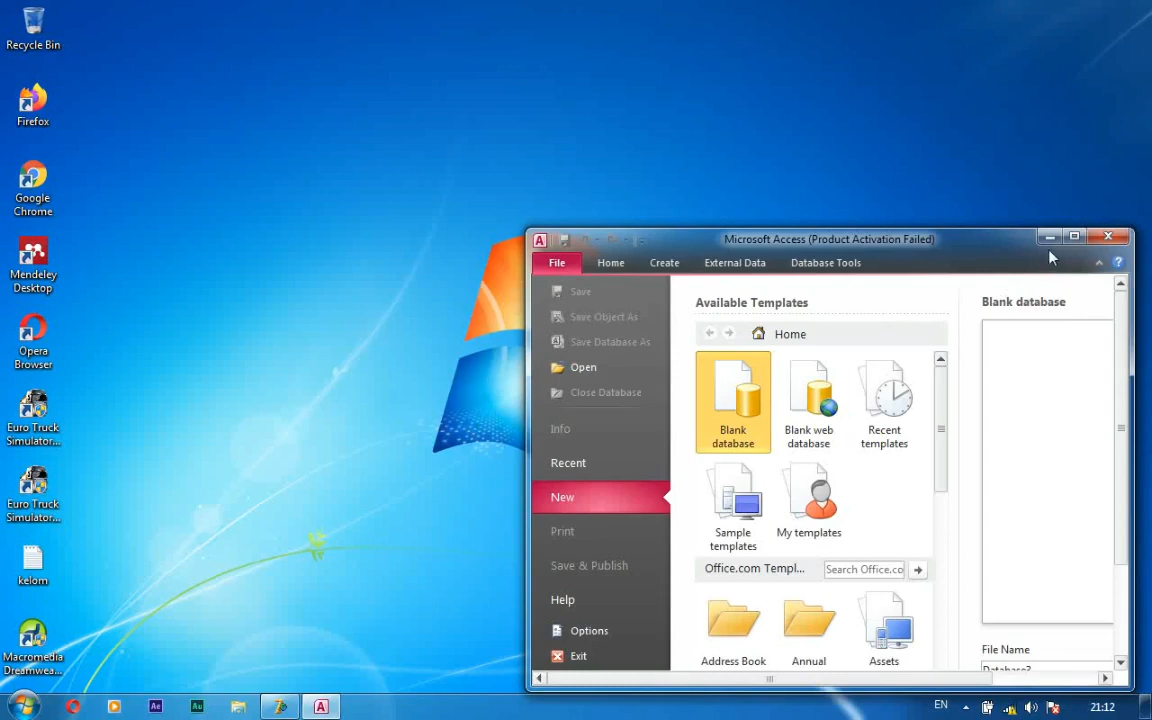 Recycle Bin
Firefox
Google
Chrome
Mendeley
Desktop
Opera
Browser
Euro Truck
Simulator...
Euro Truck
Simulator...
kelom
Macromedia
Dreamwea...
Microsoft Access (Product Activation Failed)
File Home Create External Data Database Tools
Save
Save Object As
Save Database As
Open
Close Database
Info
Recent
New
Print
Save & Publish
Help
Options
Exit
Available Templates
Home
Blank
database
Blank web
database
Recent
templates
Sample
templates
My templates
Office.com Templ...
Search Office.co
Address Book
Annual
Assets
Blank database
File Name
Ae
Au
EN
21:12